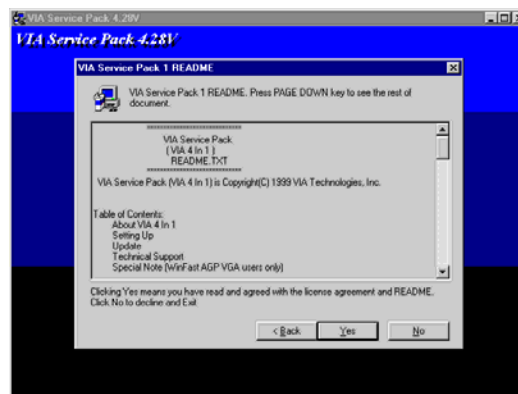 VIA Service Pack 4.28V
VIA Service Pack 4.28V
VIA Service Pack 1 README
VIA Service Pack 1 README. Press PAGE DOWN key to see the rest of
document.
VIA Service Pack
( VIA 4 In 1 )
README.TXT
VIA Service Pack (VIA 4 In 1) is Copyright(C) 1999 VIA Technologies, Inc.
Table of Contents:
About VIA 4 In 1
Setting Up
Update
Technical Support
Special Note (WinFast AGP VGA users only)
Clicking Yes means you have read and agreed with the license agreement and README.
Click No to decline and Exit
< Back Yes No